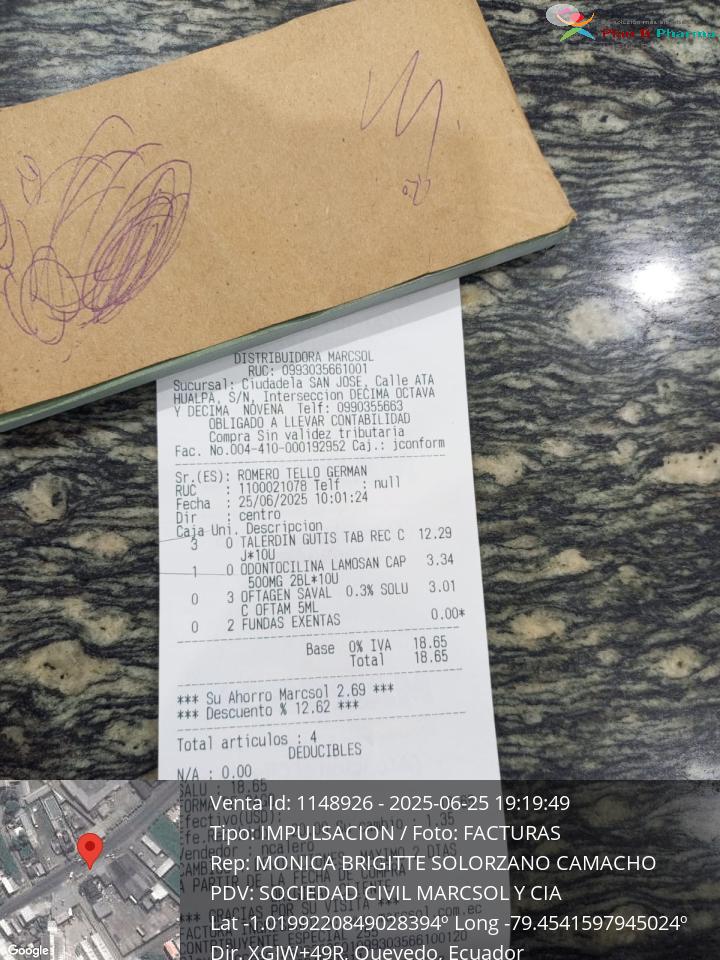 Plan B Pharma
DISTRIBUIDORA MARCSOL
RUC: 0993035661001
Sucursal: Ciudadela SAN JOSE, Calle ATA
HUALPA, S/N, Interseccion DECIMA OCTAVA
Y DECIMA NOVENA Telf: 0990355663
OBLIGADO A LLEVAR CONTABILIDAD
Compra Sin validez tributaria
Fac. No.004-410-000192952 Caj.: jconform
Sr.(ES): ROMERO TELLO GERMAN
RUC : 1100021078 Telf : null
Fecha : 25/06/2025 10:01:24
Dir : centro
Caja Uni. Descripcion
3 0 TALERDIN GUTIS TAB REC C 12.29
J*10U
1 0 ODONTOCILINA LAMOSAN CAP 3.34
500MG 2BL*10U
0 3 OFTAGEN SAVAL 0.3% SOLU 3.01
C OFTAM 5ML
0 2 FUNDAS EXENTAS 0.00*
Base 0% IVA 18.65
Total 18.65
*** Su Ahorro Marcsol 2.69 ***
*** Descuento % 12.62 ***
Total articulos : 4
DEDUCIBLES
N/A : 0.00
SALU : 18.65
Venta Id: 1148926 - 2025-06-25 19:19:49
Tipo: IMPULSACION / Foto: FACTURAS
Rep: MONICA BRIGITTE SOLORZANO CAMACHO
PDV: SOCIEDAD CIVIL MARCSOL Y CIA
Lat -1.0199220849028394º Long -79.4541597945024º
Dir. XGJW+49R, Quevedo, Ecuador
Google